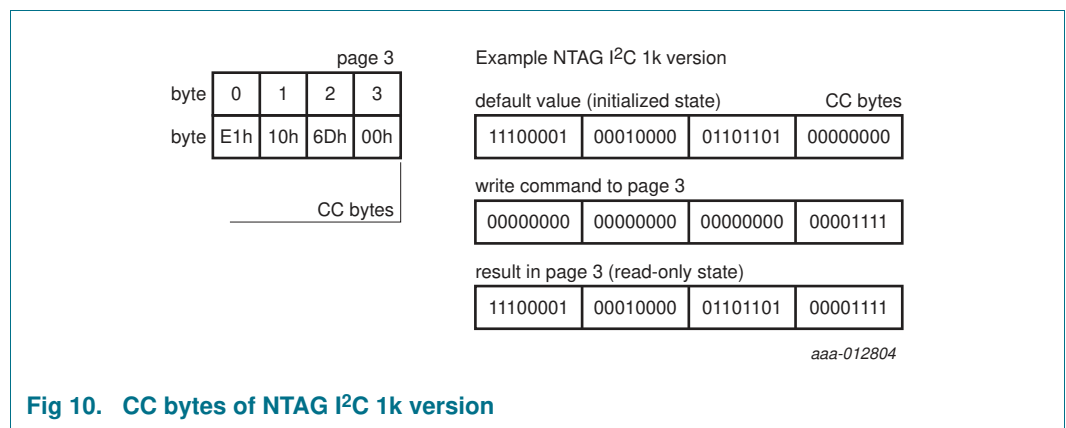 page 3
byte 0 1 2 3
byte E1h 10h 6Dh 00h
CC bytes
Example NTAG I2C 1k version
default value (initialized state) CC bytes
11100001 00010000 01101101 00000000
write command to page 3
00000000 00000000 00000000 00001111
result in page 3 (read-only state)
11100001 00010000 01101101 00001111
aaa-012804
Fig 10. CC bytes of NTAG I2C 1k version